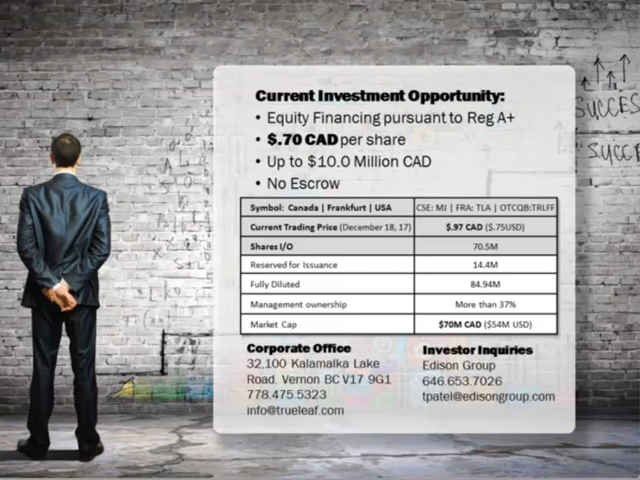 Current Investment Opportunity:
• Equity Financing pursuant to Reg A+
• $.70 CAD per share
• Up to $10.0 Million CAD
• No Escrow
Symbol: Canada | Frankfurt | USA CSE: MJ | FRA: TLA | OTCQB:TRLFF
Current Trading Price (December 18, 17) $.97 CAD ($.75USD)
Shares I/O 70.5M
Reserved for Issuance 14.4M
Fully Diluted 84.94M
Management ownership More than 37%
Market Cap $70M CAD ($54M USD)
Corporate Office
32,100 Kalamalka Lake
Road. Vernon BC V17 9G1
778.475.5323
info@trueleaf.com
Investor Inquiries
Edison Group
646.653.7026
tpatel@edisongroup.com
SUCCES
SUCCE